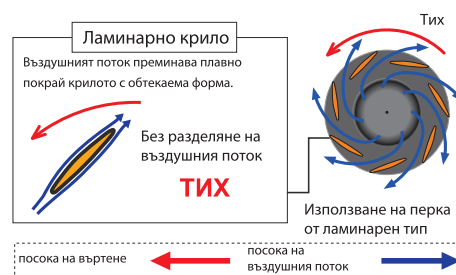 Ламинарно крило
Въздушният поток преминава плавно
покрай крилото с обтекаема форма.
Без разделяне на
въздушния поток
ТИХ
Тих
Използване на перка
от ламинарен тип
посока на въртене
посока на
въздушния поток